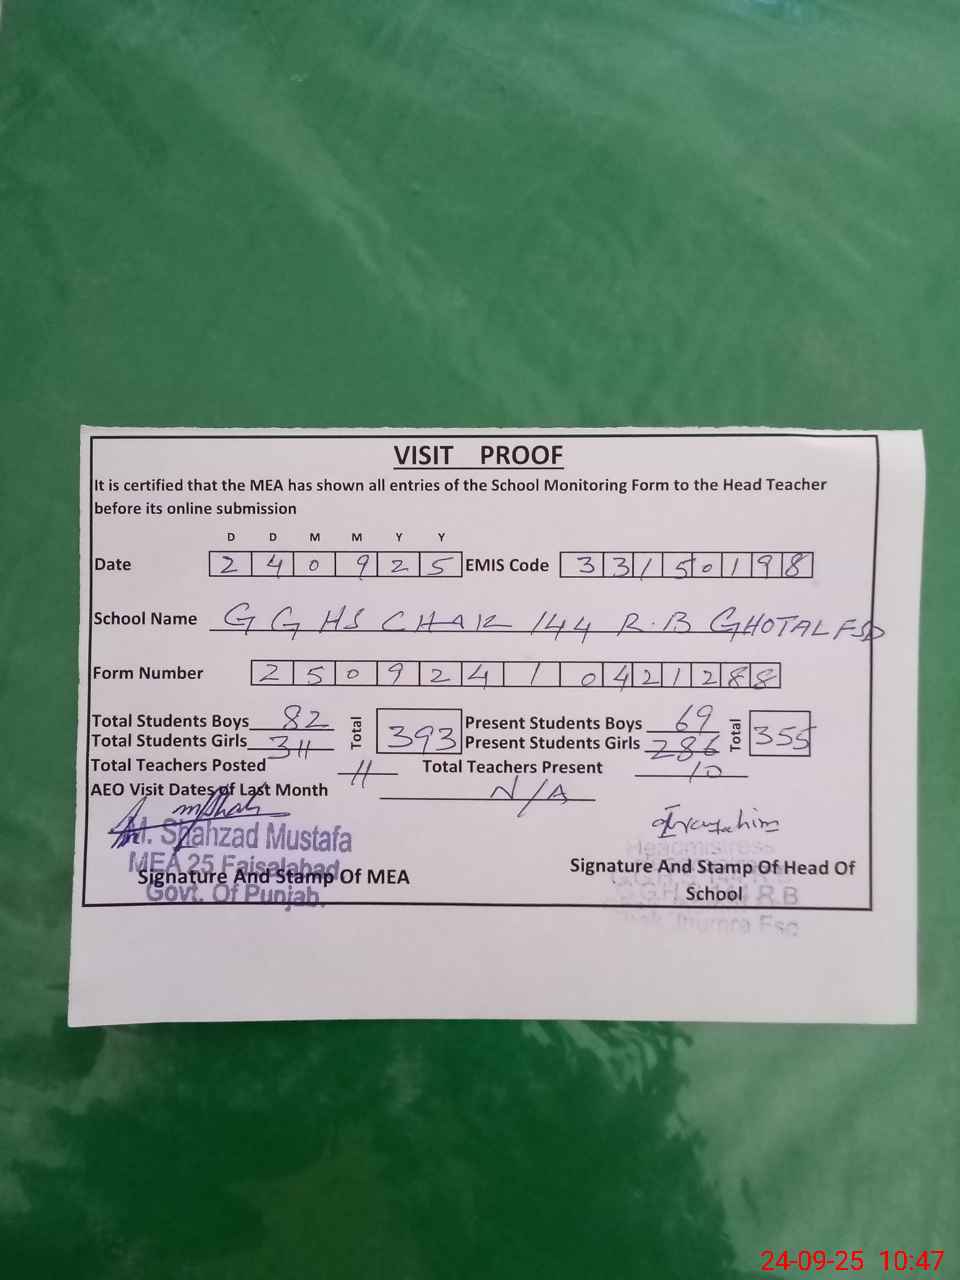 VISIT PROOF
It is certified that the MEA has shown all entries of the School Monitoring Form to the Head Teacher
before its online submission
D D M M Y Y
Date 2 4 0 9 2 5 EMIS Code 3 3 1 5 0 1 9 8
School Name G G HS CHAK 144 R.B GHOTAL FSD
Form Number 2 5 0 9 2 4 1 0 4 2 1 2 8 8
Total Students Boys 82 Total 393 Present Students Boys 69 Total 355
Total Students Girls 311 Present Students Girls 286
Total Teachers Posted 11 Total Teachers Present 10
AEO Visit Dates of Last Month N/A
M. Shahzad Mustafa
MEA 25 Faisalabad
Govt. Of Punjab.
Signature And Stamp Of MEA
Headmistress
R.B
Jhumra Fsd
Signature And Stamp Of Head Of
School
24-09-25 10:47